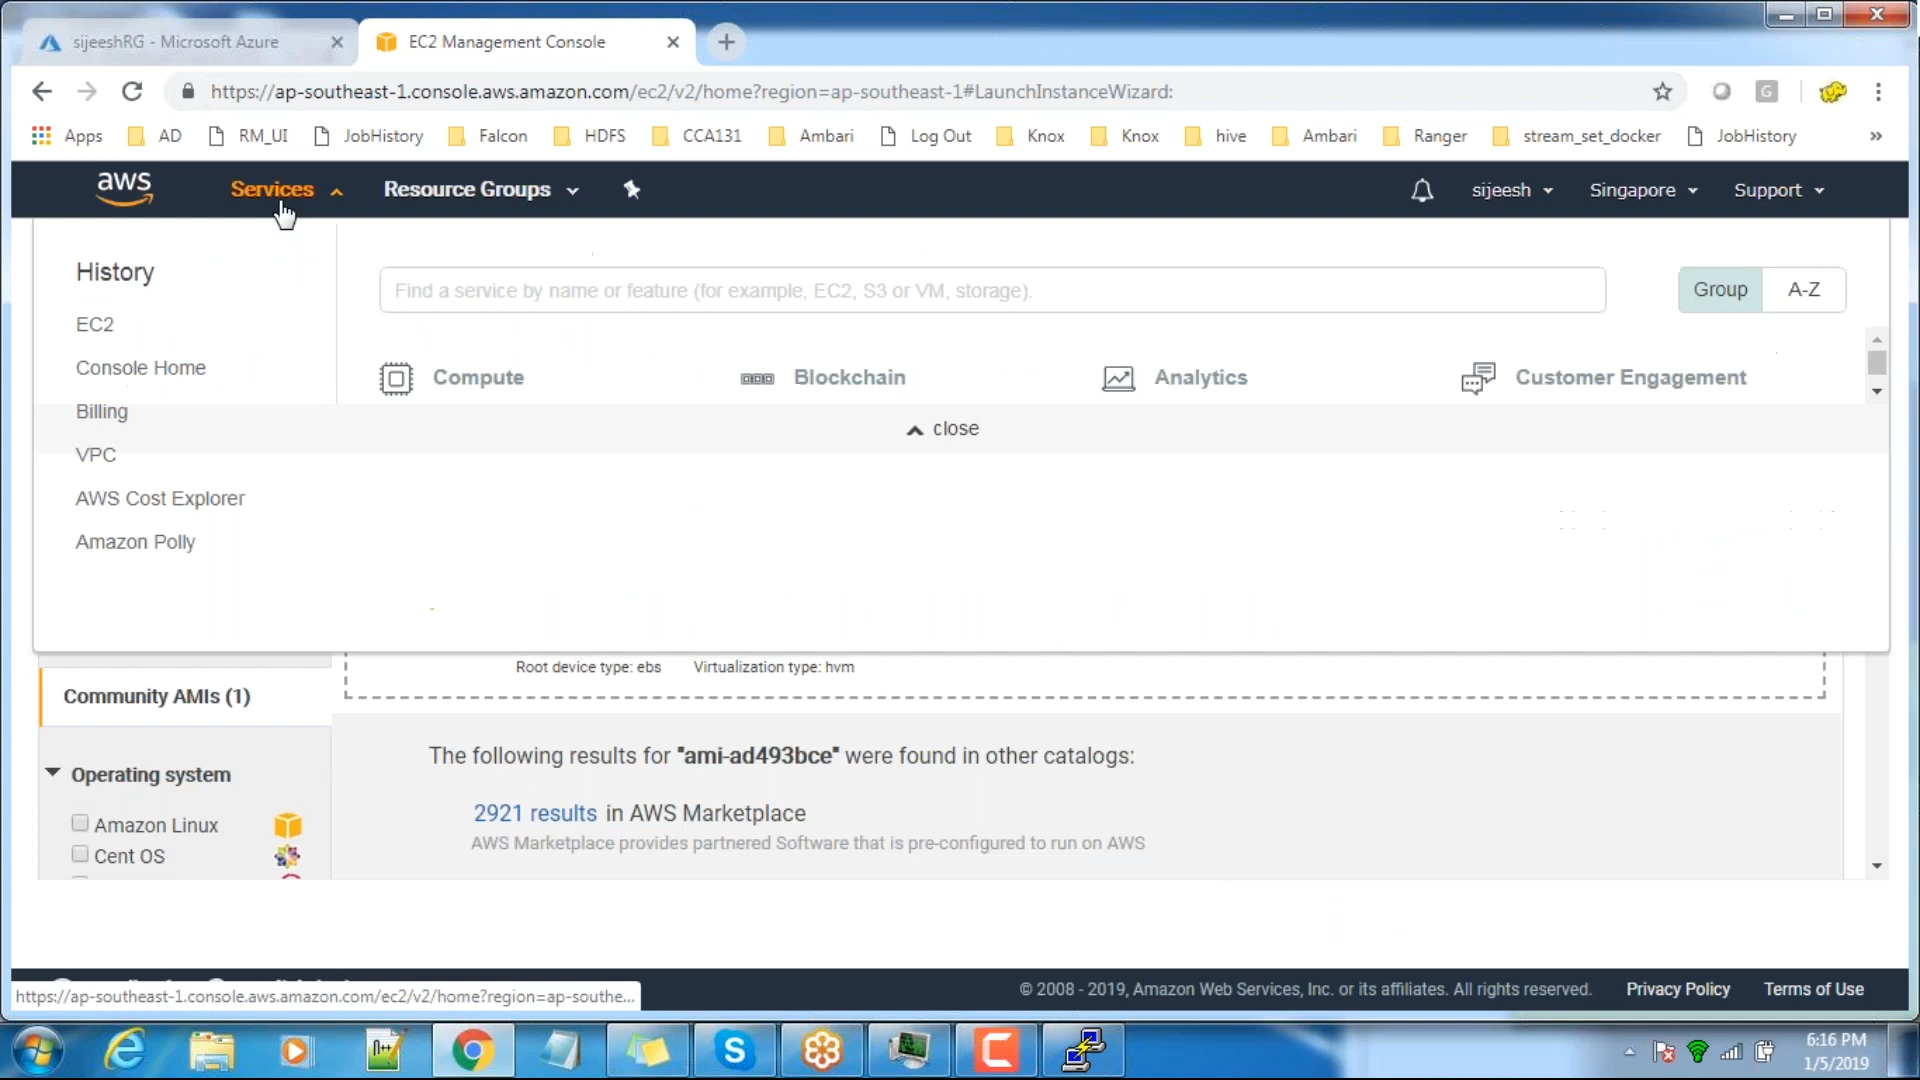 sijeeshRG - Microsoft Azure
EC2 Management Console
https://ap-southeast-1.console.aws.amazon.com/ec2/v2/home?region=ap-southeast-1#LaunchInstanceWizard:
G
Apps AD RM_UI JobHistory Falcon HDFS CCA131 Ambari Log Out Knox Knox hive Ambari Ranger stream_set_docker JobHistory »
aws Services Resource Groups sijeesh Singapore Support
History
Find a service by name or feature (for example, EC2, S3 or VM, storage).
Group A-Z
EC2
Console Home
Billing
VPC
AWS Cost Explorer
Amazon Polly
Compute Blockchain Analytics Customer Engagement
close
Root device type: ebs Virtualization type: hvm
Community AMIs (1)
The following results for "ami-ad493bce" were found in other catalogs:
Operating system
2921 results in AWS Marketplace
AWS Marketplace provides partnered Software that is pre-configured to run on AWS
Amazon Linux
Cent OS
https://ap-southeast-1.console.aws.amazon.com/ec2/v2/home?region=ap-southe...
© 2008 - 2019, Amazon Web Services, Inc. or its affiliates. All rights reserved. Privacy Policy Terms of Use
6:16 PM
1/5/2019